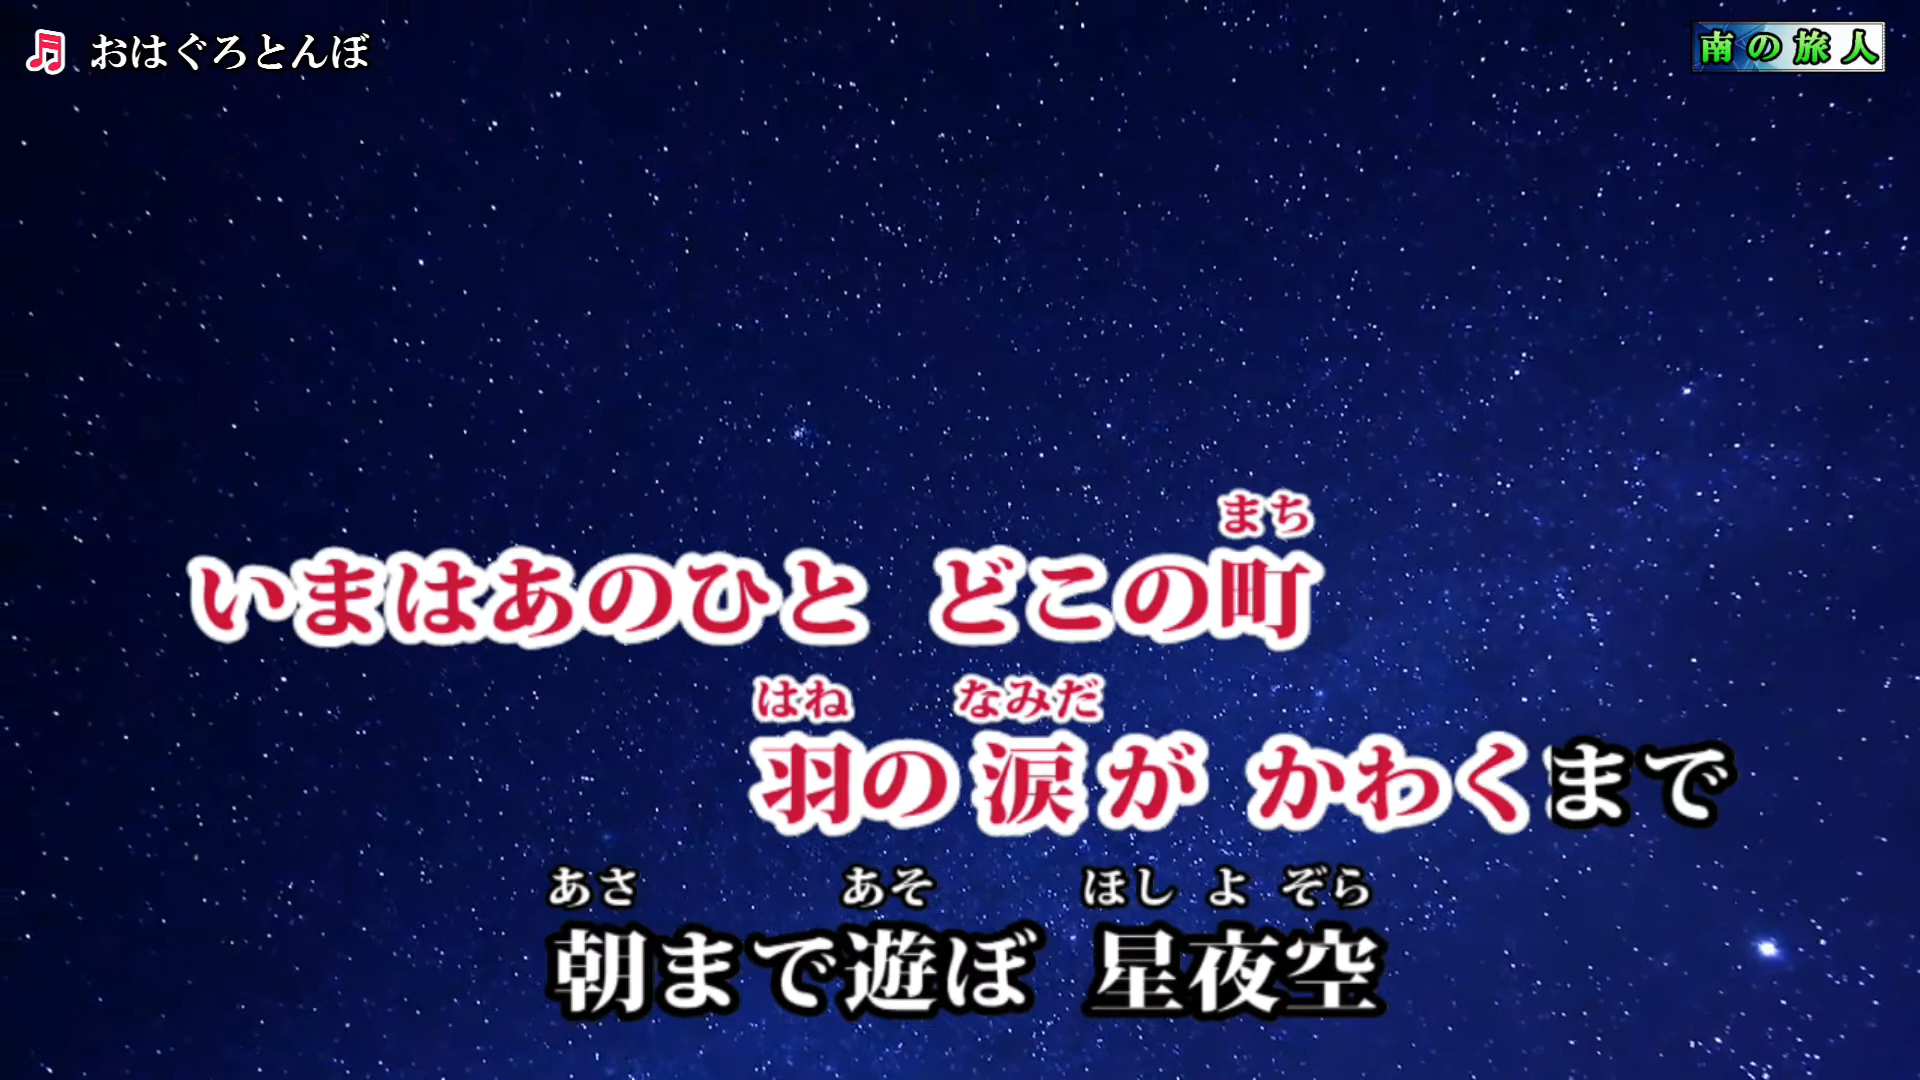 おはぐろとんぼ
南の旅人
まち
いまはあのひと どこの町
はね なみだ
羽の涙が かわくまで
あさ あそ ほし よ ぞら
朝まで遊ぼ 星夜空